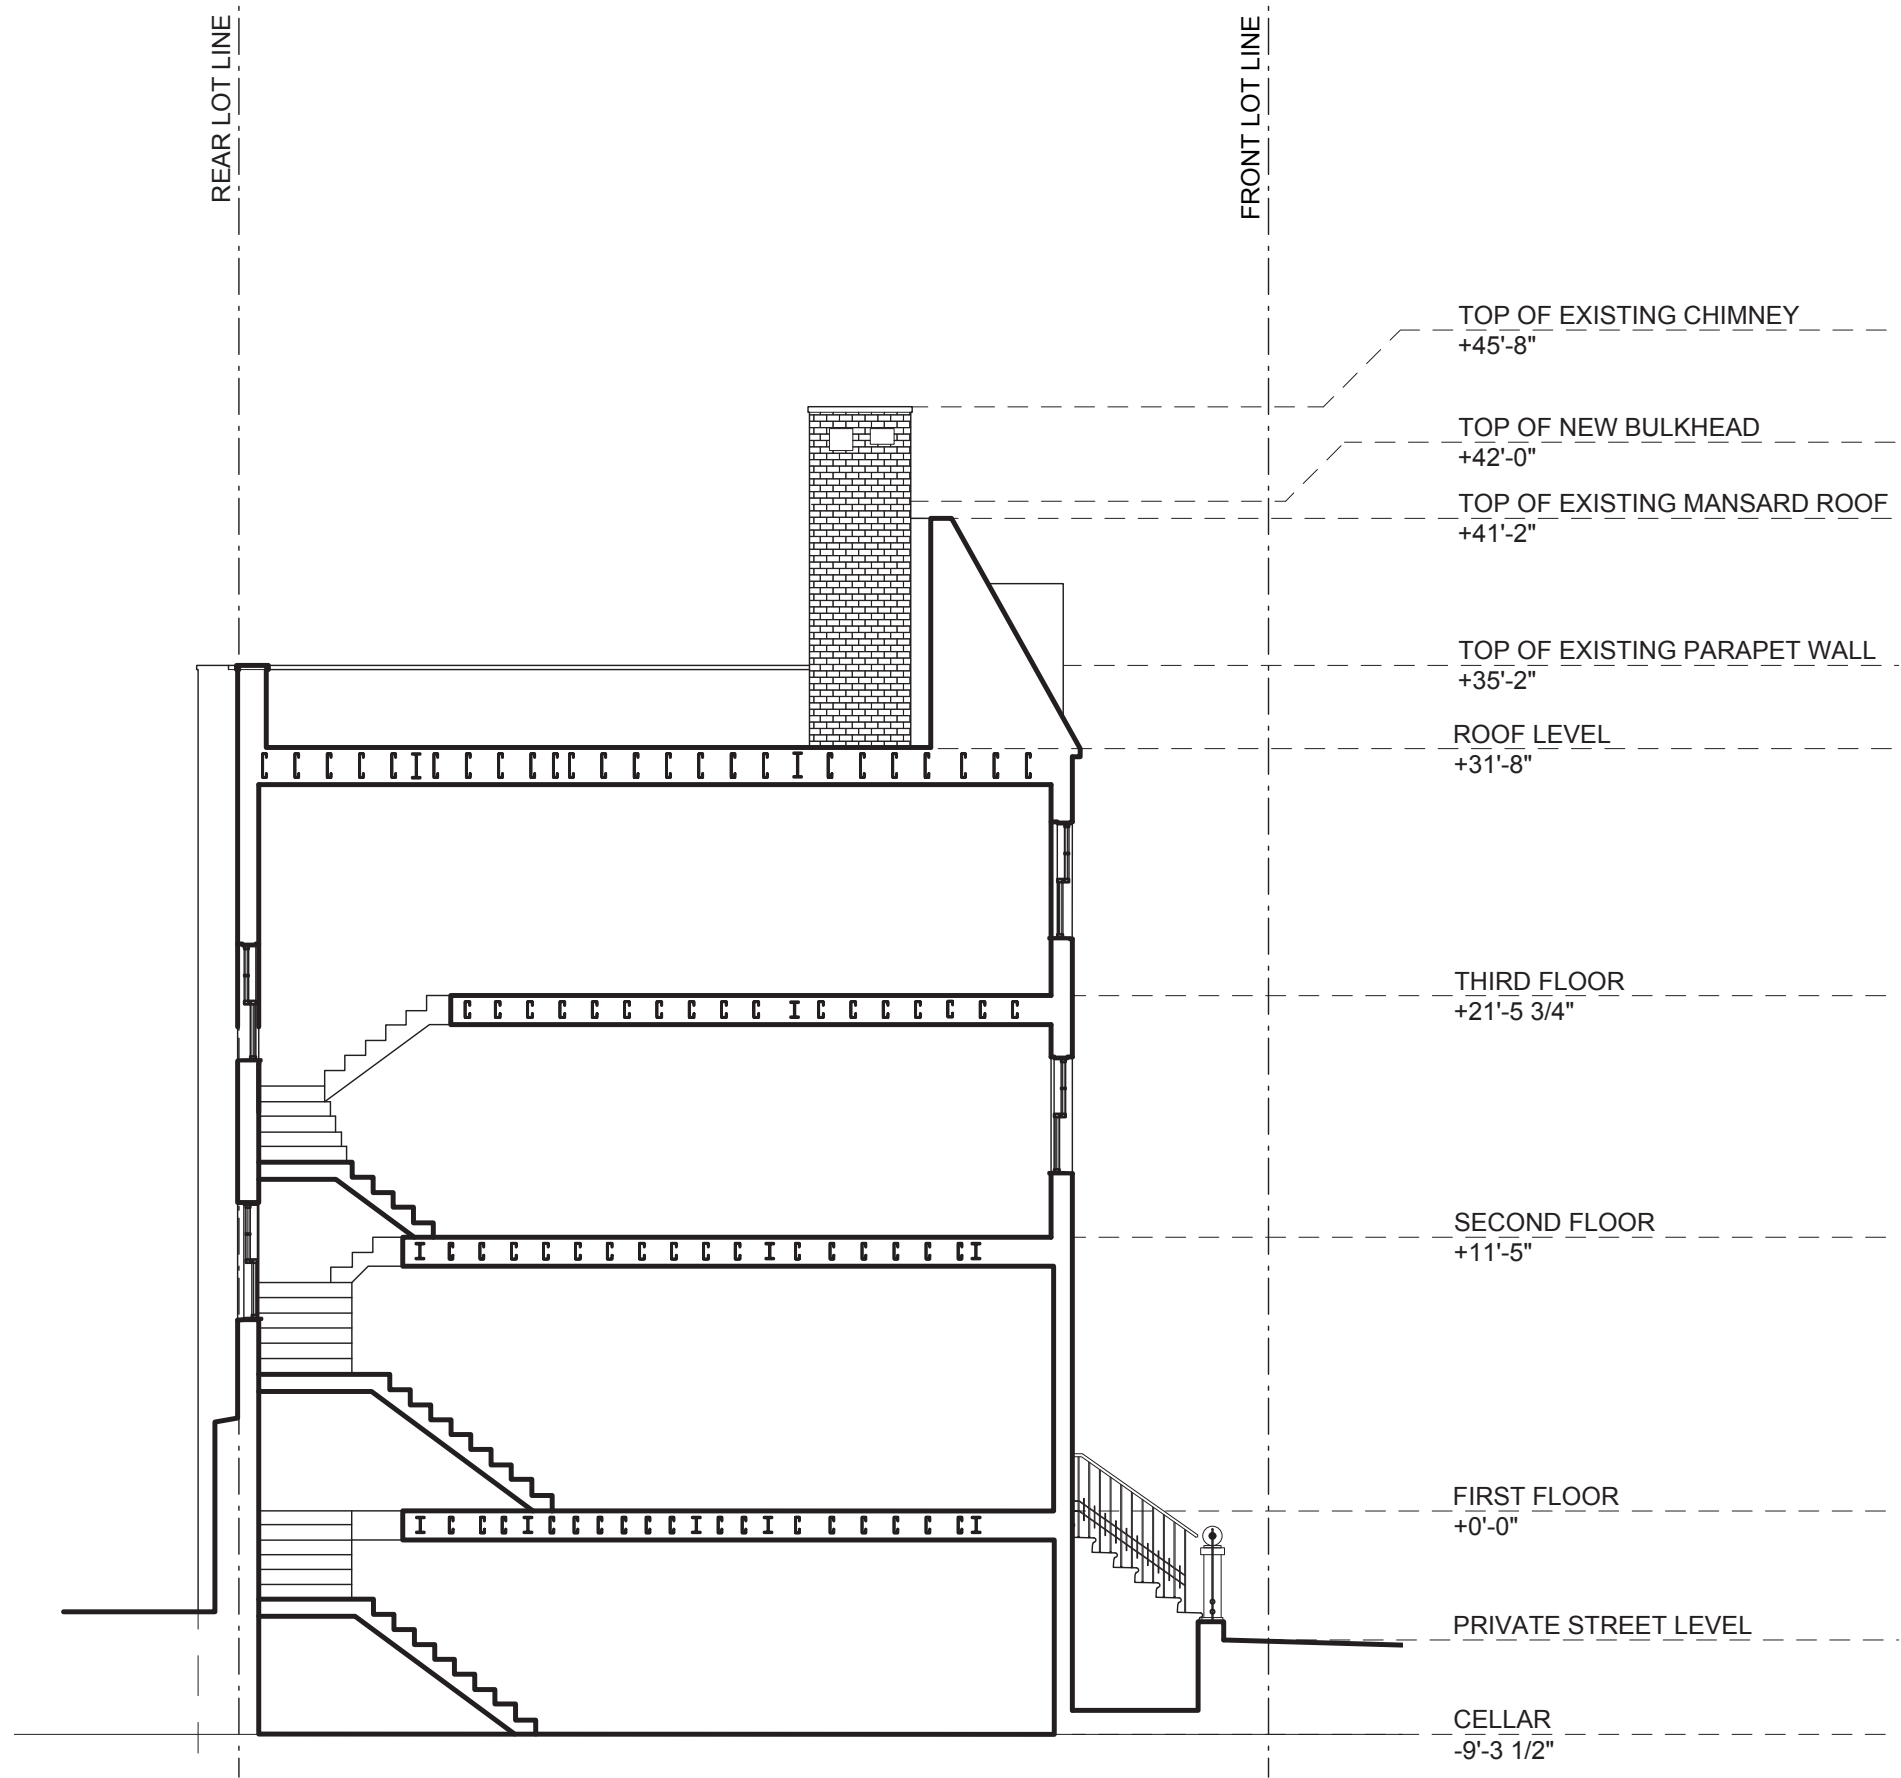 REAR LOT LINE
FRONT LOT LINE
TOP OF EXISTING CHIMNEY
+45'-8"
TOP OF NEW BULKHEAD
+42'-0"
TOP OF EXISTING MANSARD ROOF
+41'-2"
TOP OF EXISTING PARAPET WALL
+35'-2"
ROOF LEVEL
+31'-8"
THIRD FLOOR
+21'-5 3/4"
SECOND FLOOR
+11'-5"
FIRST FLOOR
+0'-0"
PRIVATE STREET LEVEL
CELLAR
-9'-3 1/2"